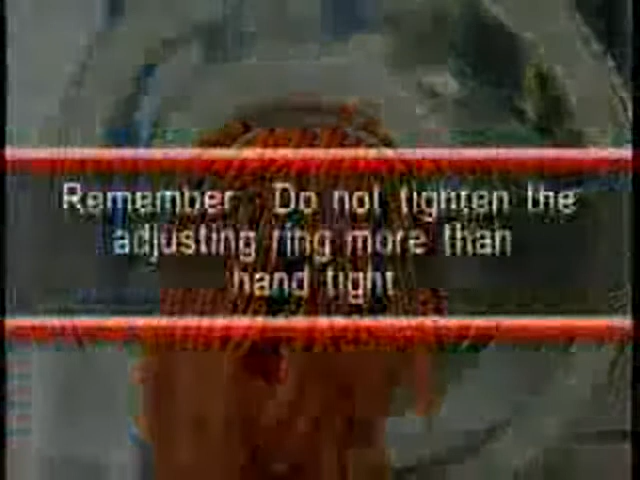 Remember Do not tighten the
adjusting ring more than
hand tight